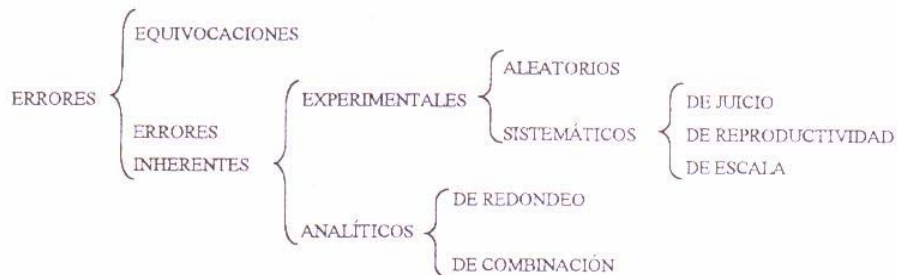 EQUIVOCACIONES
ERRORES
ERRORES
INHERENTES
EXPERIMENTALES
ALEATORIOS
SISTEMÁTICOS
DE JUICIO
DE REPRODUCTIVIDAD
DE ESCALA
ANALÍTICOS
DE REDONDEO
DE COMBINACIÓN